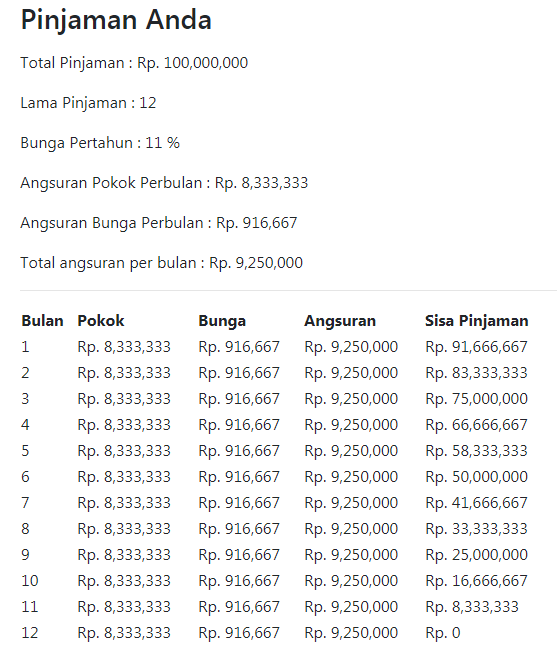 Pinjaman Anda
Total Pinjaman : Rp. 100,000,000
Lama Pinjaman : 12
Bunga Pertahun : 11 %
Angsuran Pokok Perbulan : Rp. 8,333,333
Angsuran Bunga Perbulan : Rp. 916,667
Total angsuran per bulan : Rp. 9,250,000
Bulan Pokok Bunga Angsuran Sisa Pinjaman
1 Rp. 8,333,333 Rp. 916,667 Rp. 9,250,000 Rp. 91,666,667
2 Rp. 8,333,333 Rp. 916,667 Rp. 9,250,000 Rp. 83,333,333
3 Rp. 8,333,333 Rp. 916,667 Rp. 9,250,000 Rp. 75,000,000
4 Rp. 8,333,333 Rp. 916,667 Rp. 9,250,000 Rp. 66,666,667
5 Rp. 8,333,333 Rp. 916,667 Rp. 9,250,000 Rp. 58,333,333
6 Rp. 8,333,333 Rp. 916,667 Rp. 9,250,000 Rp. 50,000,000
7 Rp. 8,333,333 Rp. 916,667 Rp. 9,250,000 Rp. 41,666,667
8 Rp. 8,333,333 Rp. 916,667 Rp. 9,250,000 Rp. 33,333,333
9 Rp. 8,333,333 Rp. 916,667 Rp. 9,250,000 Rp. 25,000,000
10 Rp. 8,333,333 Rp. 916,667 Rp. 9,250,000 Rp. 16,666,667
11 Rp. 8,333,333 Rp. 916,667 Rp. 9,250,000 Rp. 8,333,333
12 Rp. 8,333,333 Rp. 916,667 Rp. 9,250,000 Rp. 0